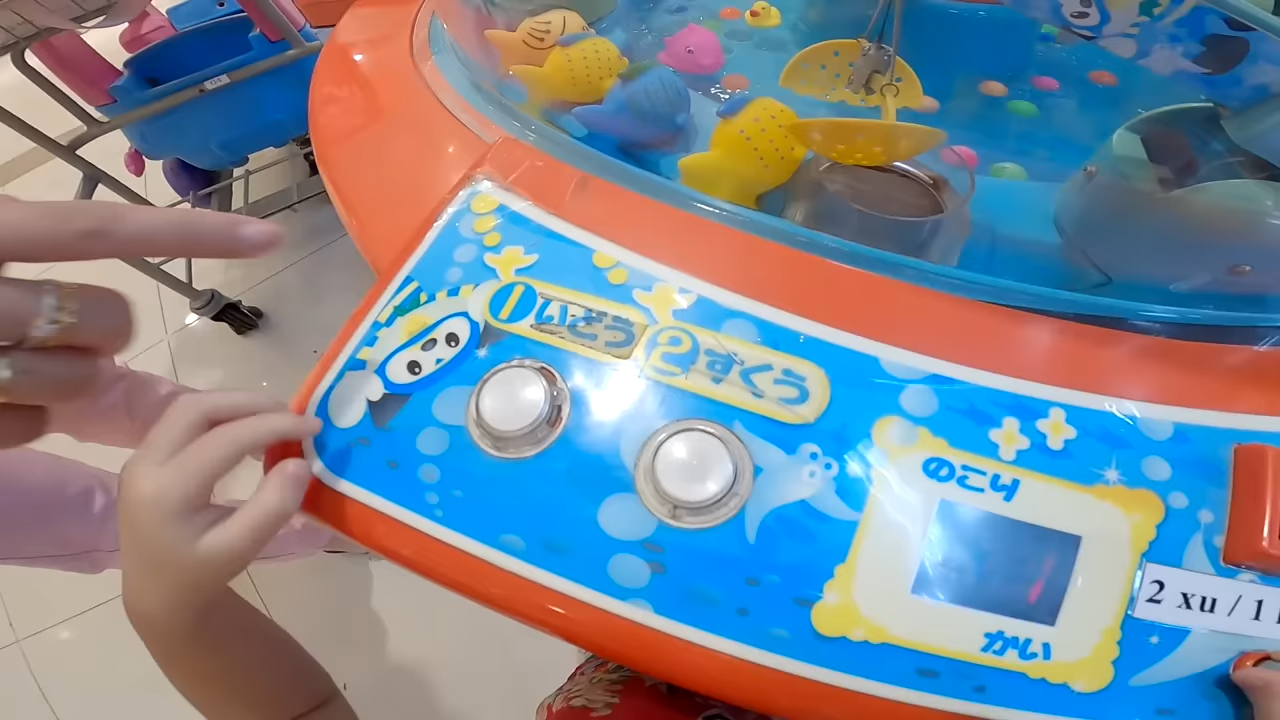 1 いどう
2 すくう
のこり
かい
2 xu / 1